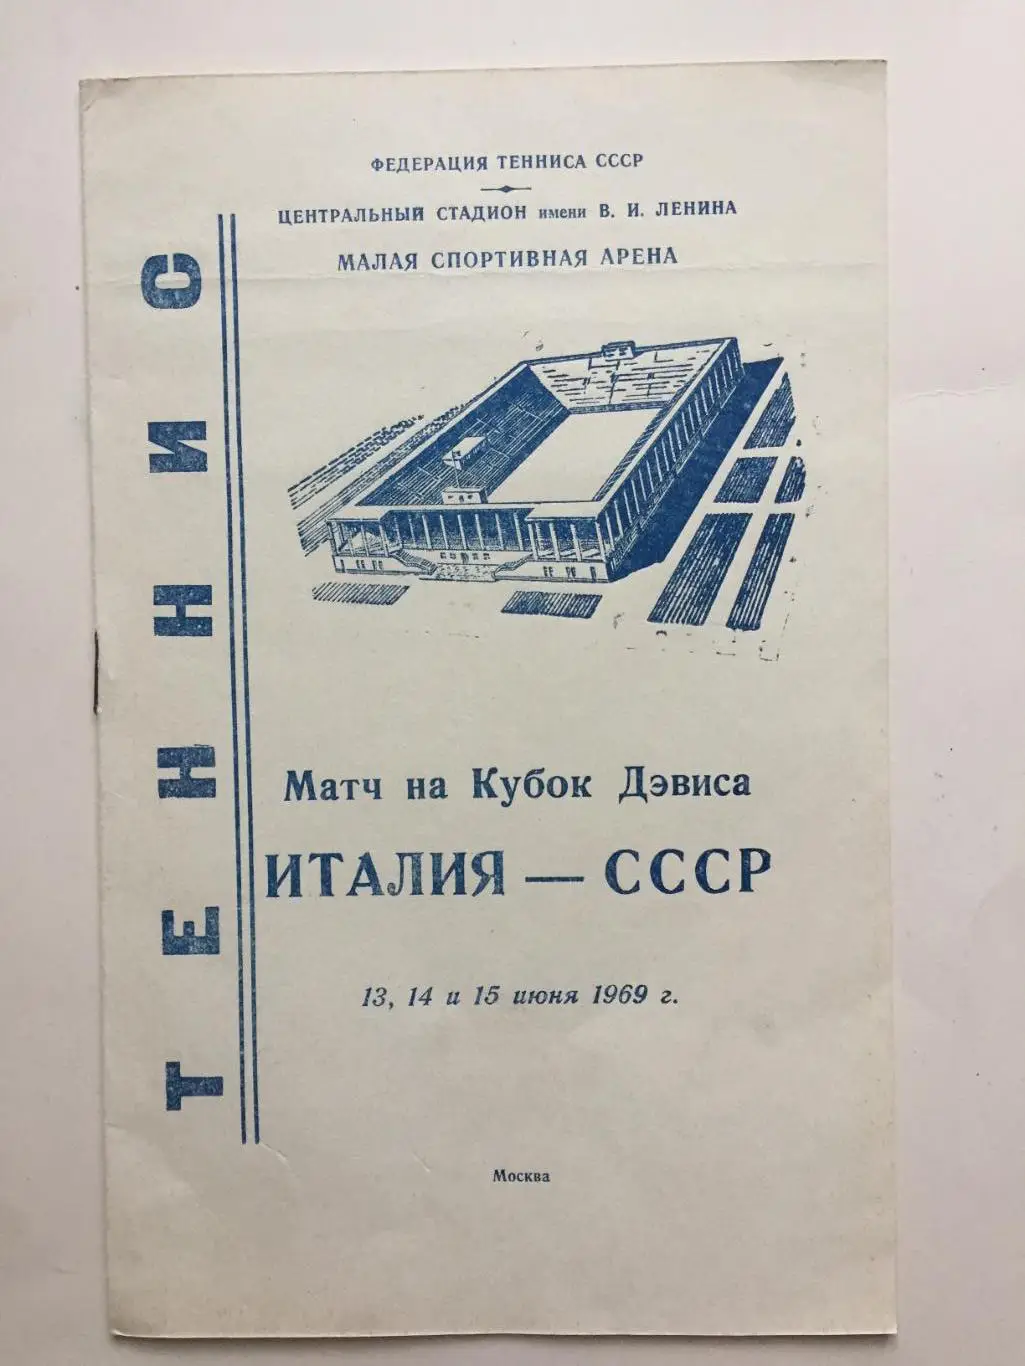 ФЕДЕРАЦИЯ ТЕННИСА СССР
ЦЕНТРАЛЬНЫЙ СТАДИОН имени В. И. ЛЕНИНА
МАЛАЯ СПОРТИВНАЯ АРЕНА
ТЕННИС
Матч на Кубок Дэвиса
ИТАЛИЯ — СССР
13, 14 и 15 июня 1969 г.
Москва